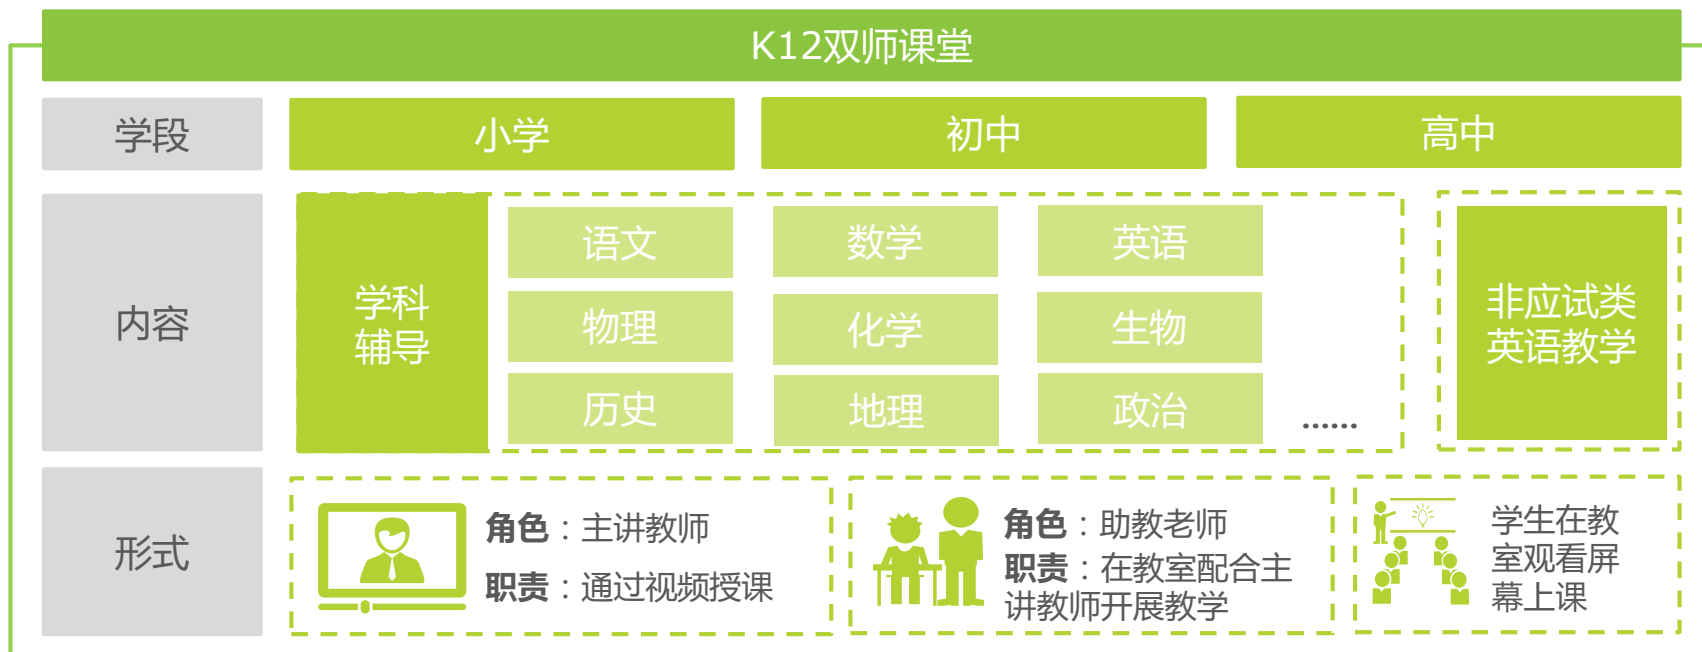 K12双师课堂
学段
小学
初中
高中
内容
学科
辅导
语文
数学
英语
物理
化学
生物
历史
地理
政治
……
非应试类
英语教学
形式
角色：主讲教师
职责：通过视频授课
角色：助教老师
职责：在教室配合主
讲教师开展教学
学生在教
室观看屏
幕上课